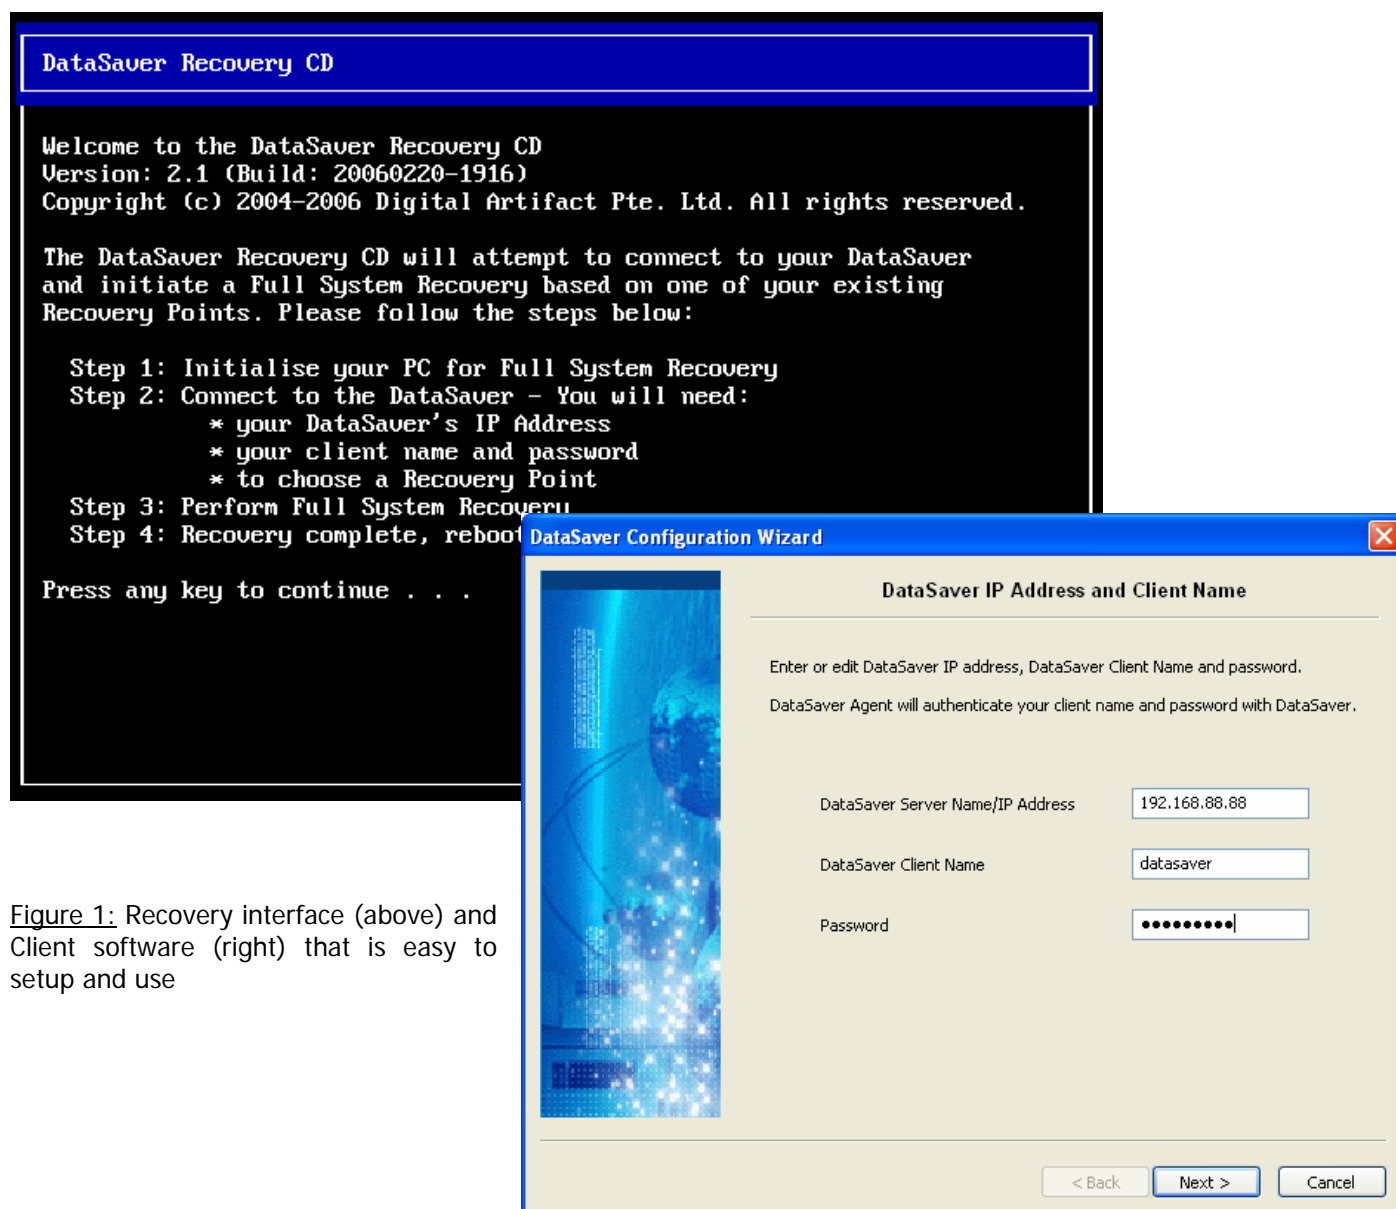 DataSaver Recovery CD
Welcome to the DataSaver Recovery CD
Version: 2.1 (Build: 20060220-1916)
Copyright (c) 2004-2006 Digital Artifact Pte. Ltd. All rights reserved.
The DataSaver Recovery CD will attempt to connect to your DataSaver
and initiate a Full System Recovery based on one of your existing
Recovery Points. Please follow the steps below:
Step 1: Initialise your PC for Full System Recovery
Step 2: Connect to the DataSaver - You will need:
* your DataSaver's IP Address
* your client name and password
* to choose a Recovery Point
Step 3: Perform Full System Recovery
Step 4: Recovery complete, reboot
Press any key to continue . . .
DataSaver Configuration Wizard
DataSaver IP Address and Client Name
Enter or edit DataSaver IP address, DataSaver Client Name and password.
DataSaver Agent will authenticate your client name and password with DataSaver.
DataSaver Server Name/IP Address 192.168.88.88
DataSaver Client Name datasaver
Password ●●●●●●●●●
< Back Next > Cancel
Figure 1: Recovery interface (above) and
Client software (right) that is easy to
setup and use